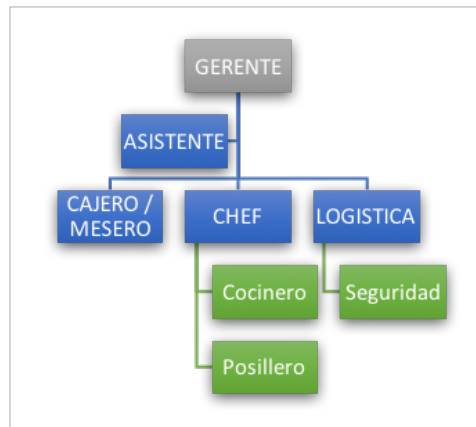 GERENTE
ASISTENTE
CAJERO /
MESERO
CHEF
LOGISTICA
Cocinero
Seguridad
Posillero